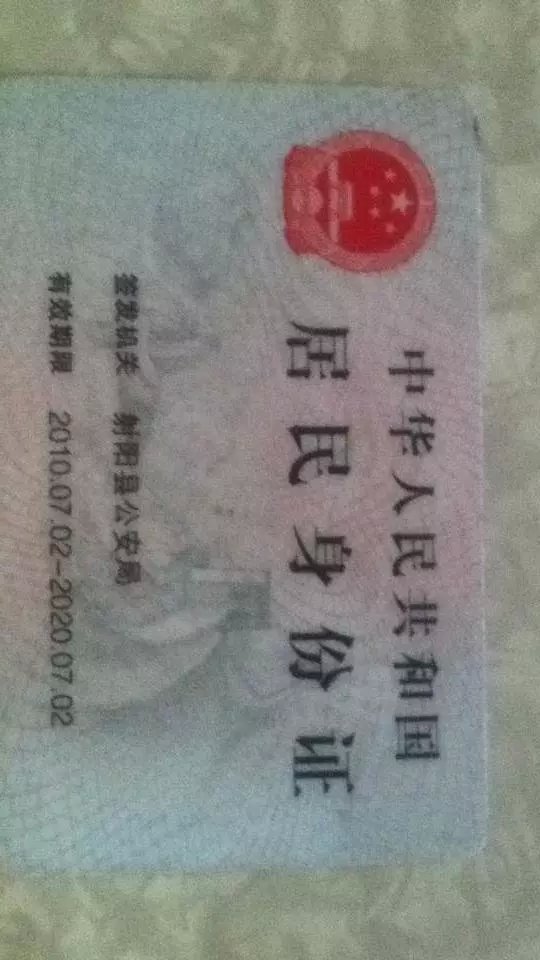 中华人民共和国
居民身份证
签发机关 射阳县公安局
有效期限 2010.07.02-2020.07.02